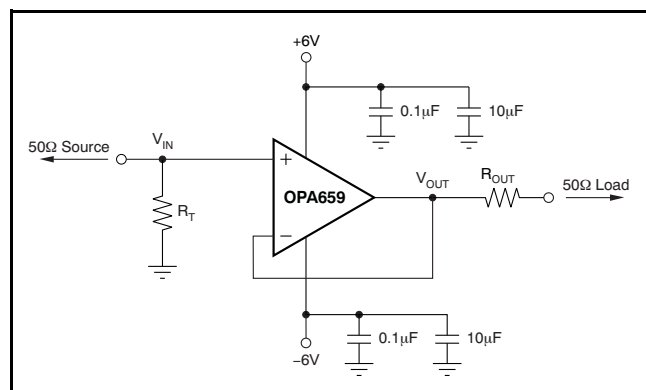 +6V
0.1μF
10μF
50Ω Source
V_IN
+
R_T
OPA659
−
V_OUT
R_OUT
50Ω Load
0.1μF
10μF
−6V